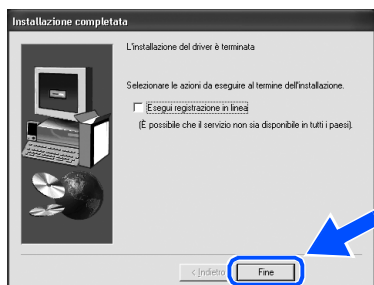 Installazione completata
L'installazione del driver è terminata
Selezionare le azioni da eseguire al termine dell'installazione.
Esegui registrazione in linea
(È possibile che il servizio non sia disponibile in tutti i paesi).
< Indietro
Fine